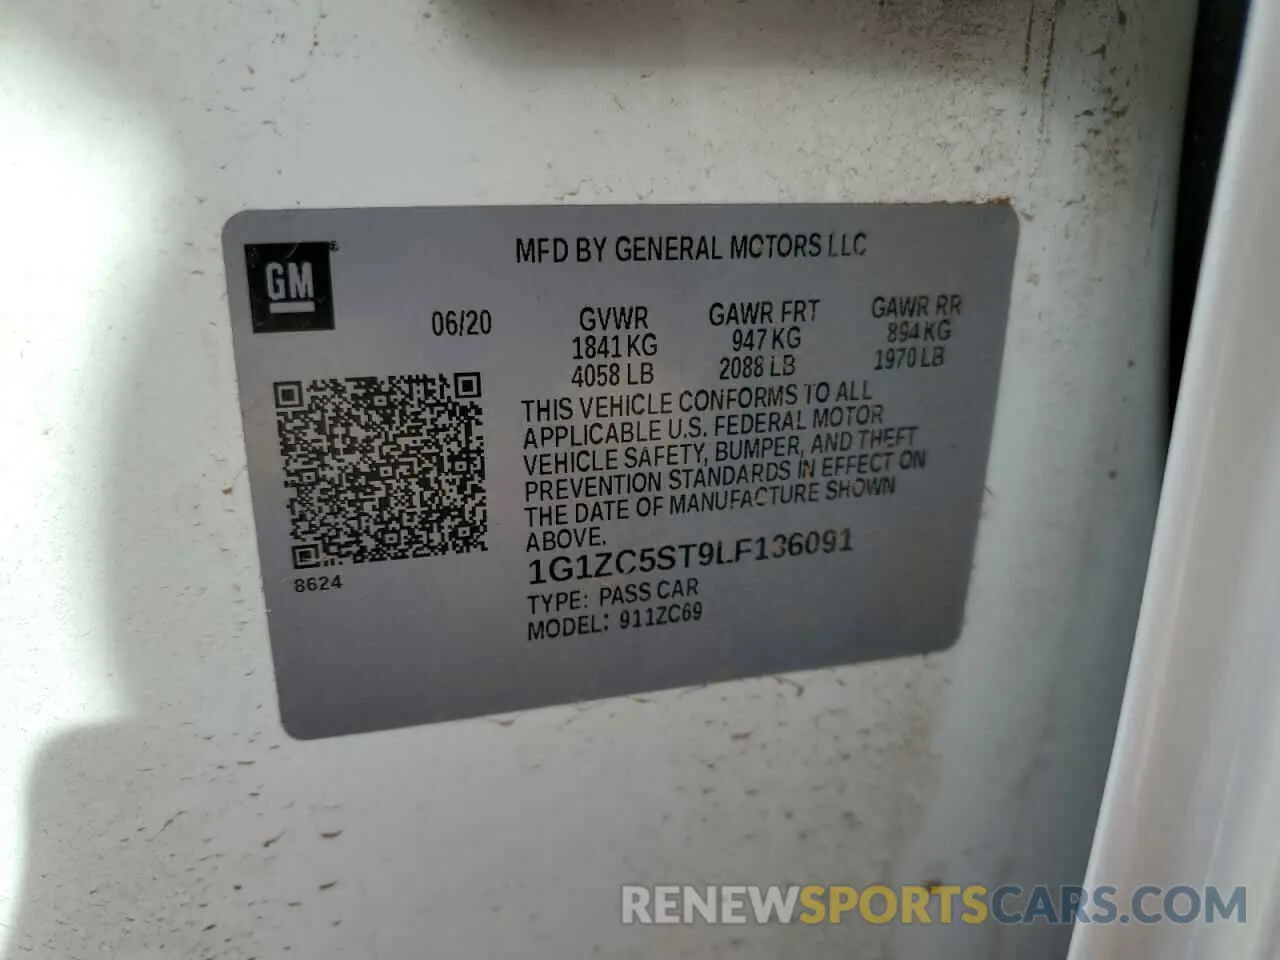 GM
MFD BY GENERAL MOTORS LLC
06/20
GVWR
1841 KG
4058 LB
GAWR FRT
947 KG
2088 LB
GAWR RR
894 KG
1970 LB
THIS VEHICLE CONFORMS TO ALL
APPLICABLE U.S. FEDERAL MOTOR
VEHICLE SAFETY, BUMPER, AND THEFT
PREVENTION STANDARDS IN EFFECT ON
THE DATE OF MANUFACTURE SHOWN
ABOVE.
1G1ZC5ST9LF136091
TYPE: PASS CAR
MODEL: 911ZC69
8624
RENEWSPORTSCARS.COM